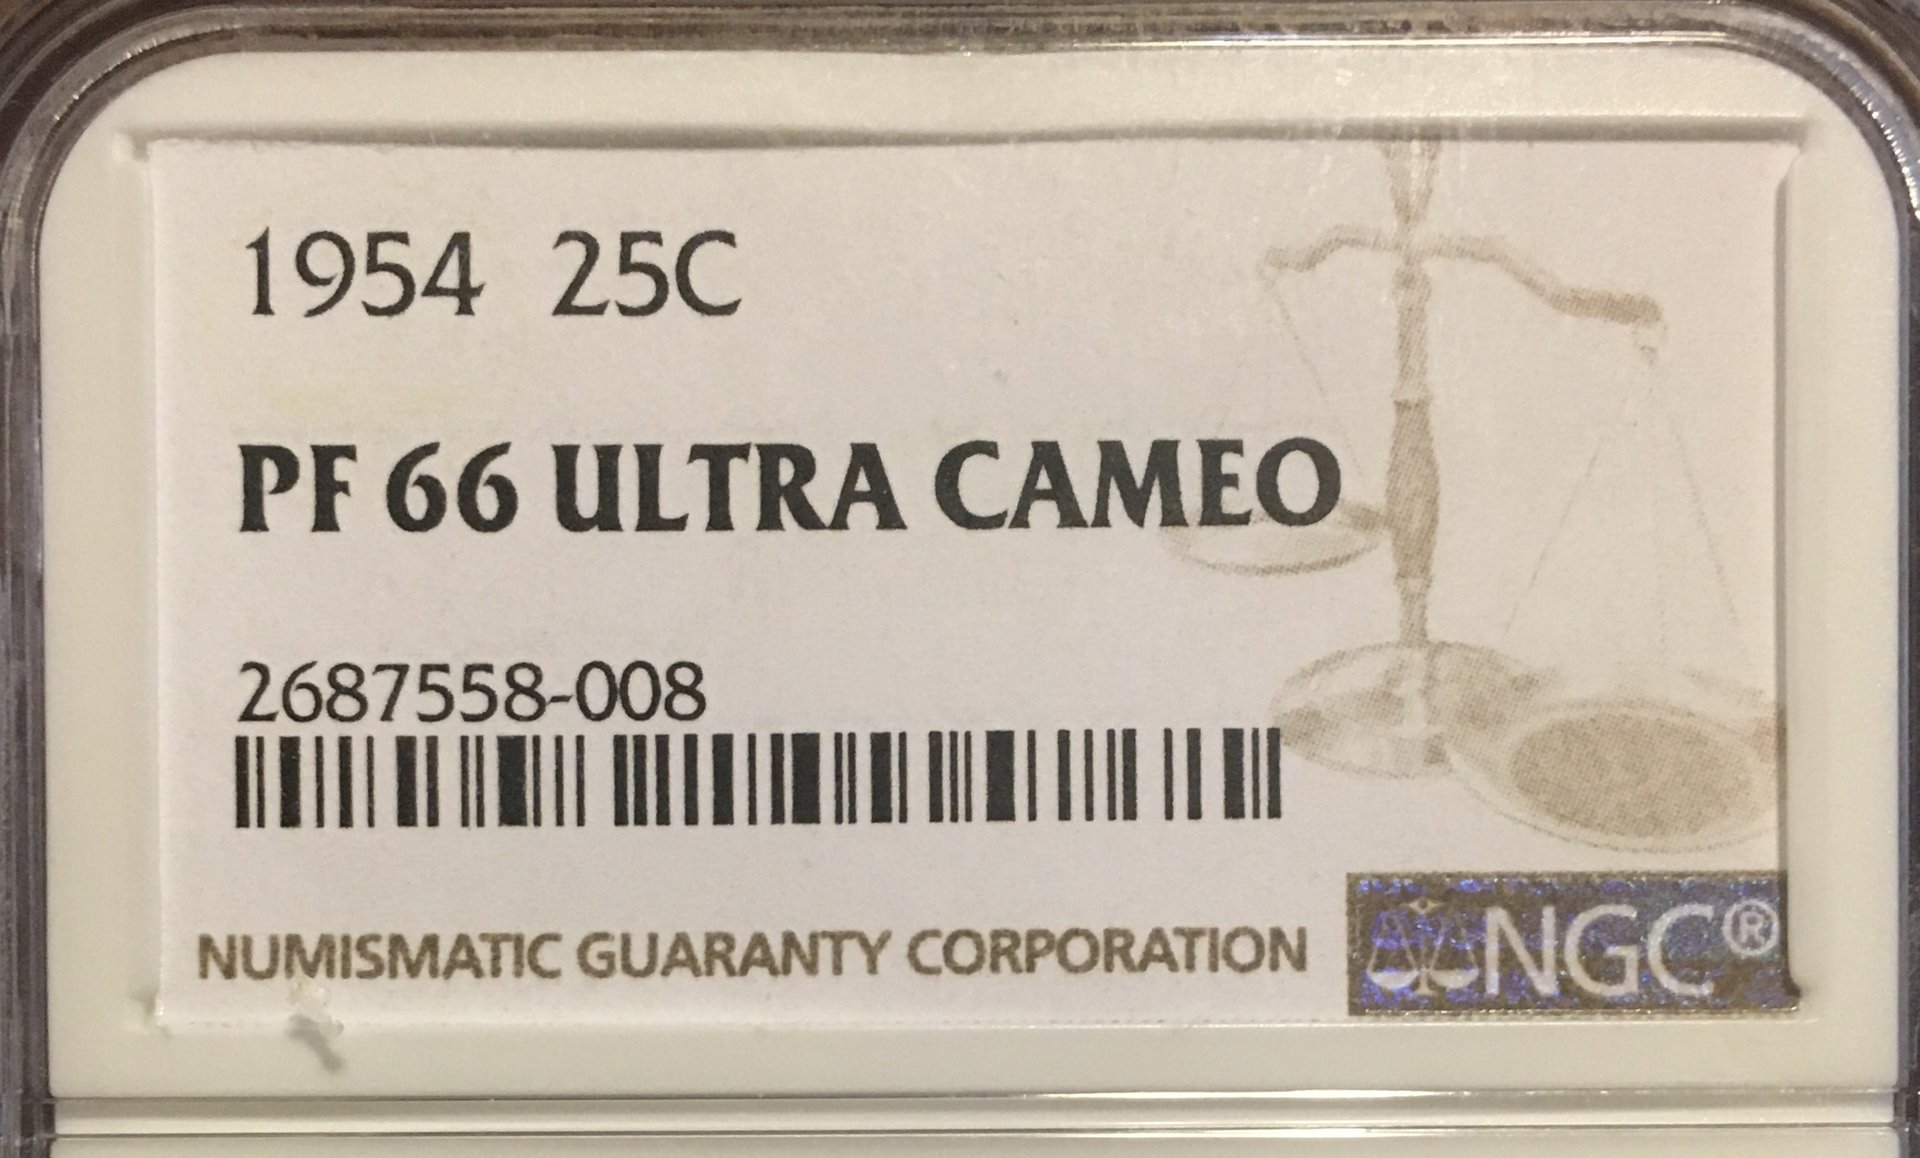 1954 25C
PF 66 ULTRA CAMEO
2687558-008
NUMISMATIC GUARANTY CORPORATION
NGC®